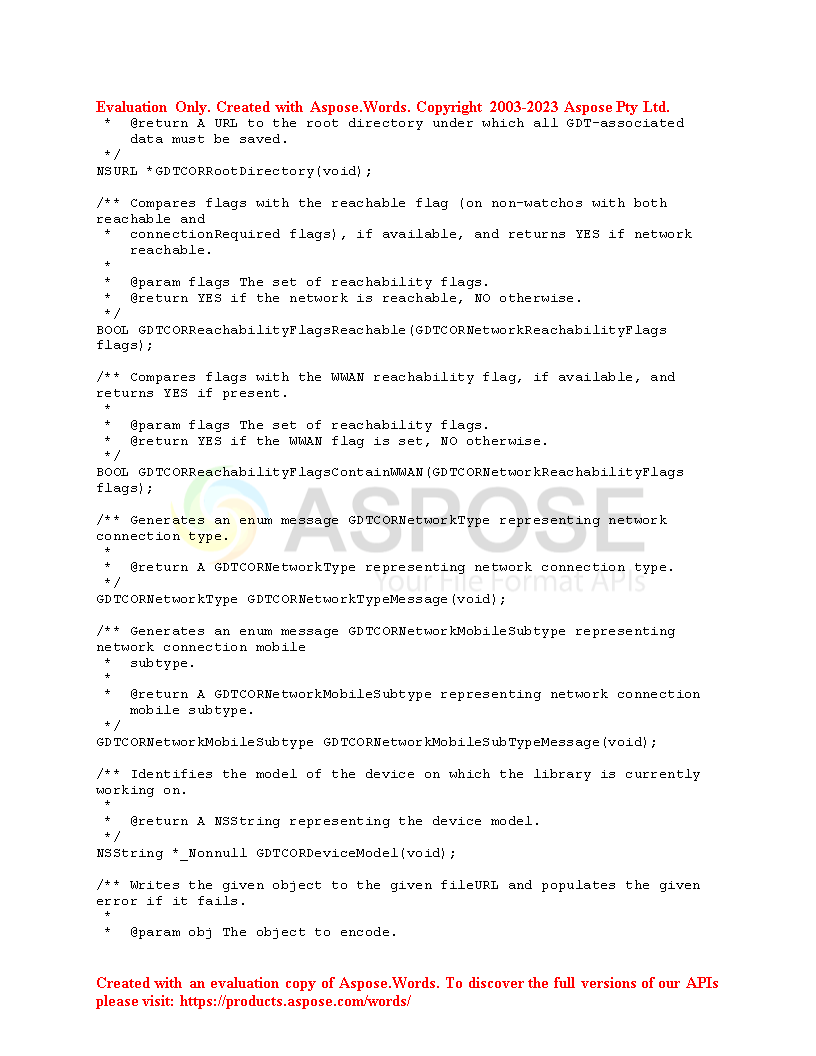 Evaluation Only. Created with Aspose.Words. Copyright 2003-2023 Aspose Pty Ltd.
 *  @return A URL to the root directory under which all GDT-associated
    data must be saved.
 */
NSURL *GDTCORRootDirectory(void);

/** Compares flags with the reachable flag (on non-watchos with both
reachable and
 *  connectionRequired flags), if available, and returns YES if network
    reachable.
 *
 *  @param flags The set of reachability flags.
 *  @return YES if the network is reachable, NO otherwise.
 */
BOOL GDTCORReachabilityFlagsReachable(GDTCORNetworkReachabilityFlags
flags);

/** Compares flags with the WWAN reachability flag, if available, and
returns YES if present.
 *
 *  @param flags The set of reachability flags.
 *  @return YES if the WWAN flag is set, NO otherwise.
 */
BOOL GDTCORReachabilityFlagsContainWWAN(GDTCORNetworkReachabilityFlags
flags);

/** Generates an enum message GDTCORNetworkType representing network
connection type.
 *
 *  @return A GDTCORNetworkType representing network connection type.
 */
GDTCORNetworkType GDTCORNetworkTypeMessage(void);

/** Generates an enum message GDTCORNetworkMobileSubtype representing
network connection mobile
 *  subtype.
 *
 *  @return A GDTCORNetworkMobileSubtype representing network connection
    mobile subtype.
 */
GDTCORNetworkMobileSubtype GDTCORNetworkMobileSubTypeMessage(void);

/** Identifies the model of the device on which the library is currently
working on.
 *
 *  @return A NSString representing the device model.
 */
NSString *_Nonnull GDTCORDeviceModel(void);

/** Writes the given object to the given fileURL and populates the given
error if it fails.
 *
 *  @param obj The object to encode.
ASPOSE
Your File Format APIs
Created with an evaluation copy of Aspose.Words. To discover the full versions of our APIs
please visit: https://products.aspose.com/words/